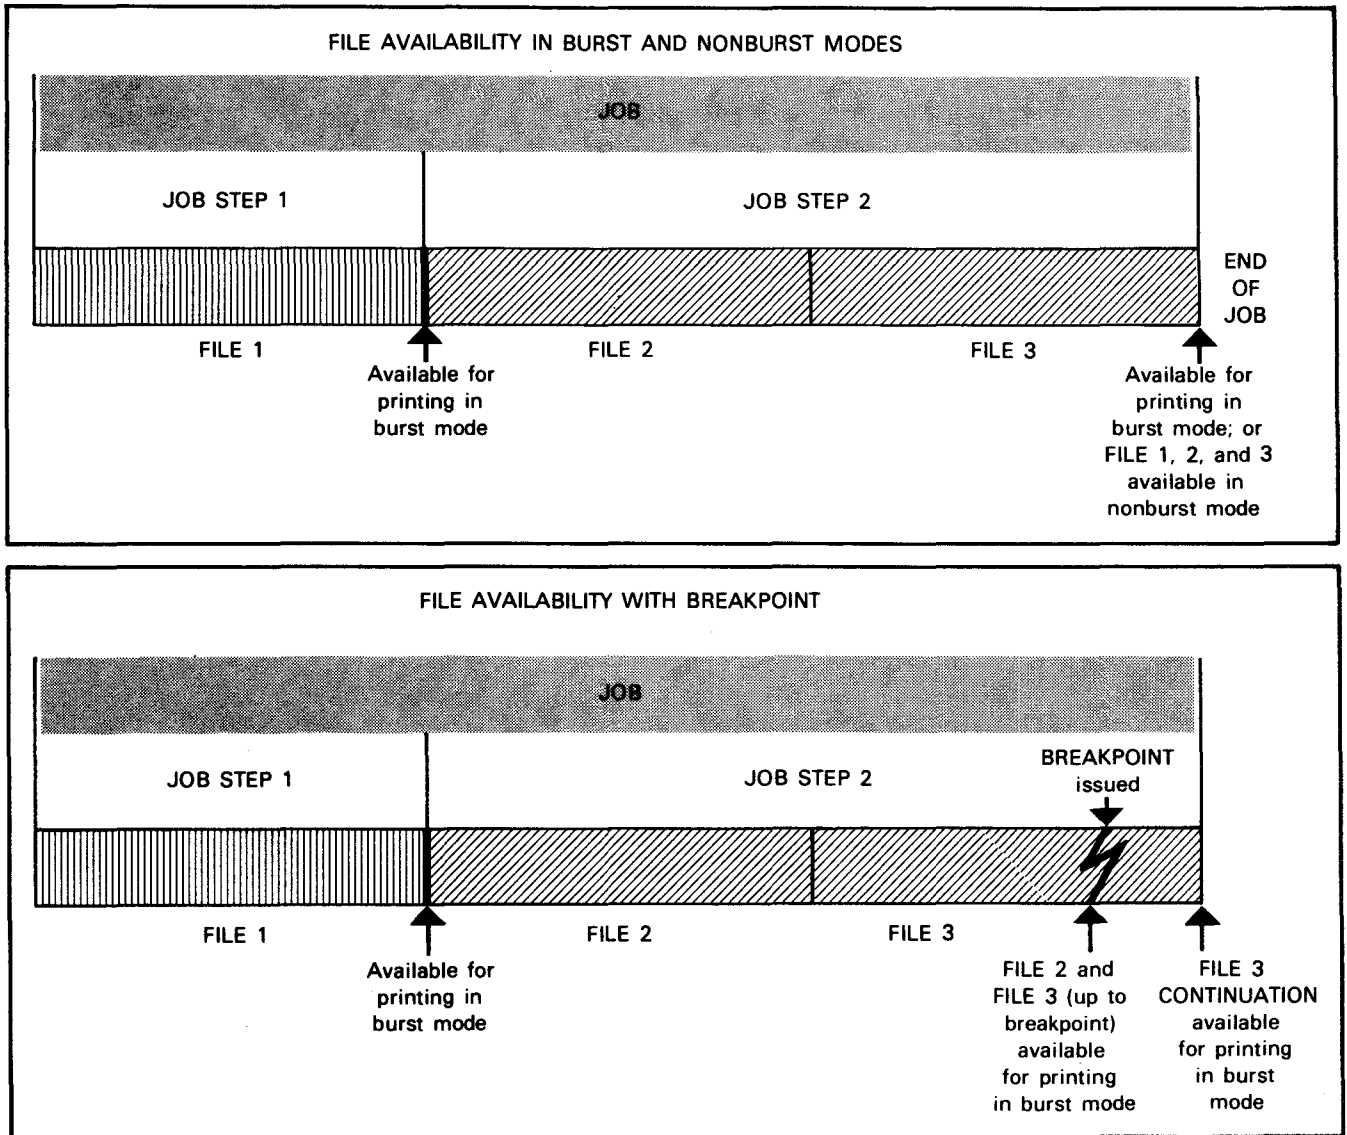 FILE AVAILABILITY IN BURST AND NONBURST MODES
JOB
JOB STEP 1
JOB STEP 2
END
OF
JOB
FILE 1
FILE 2
FILE 3
Available for
printing in
burst mode
Available for
printing in
burst mode; or
FILE 1, 2, and 3
available in
nonburst mode
FILE AVAILABILITY WITH BREAKPOINT
JOB
JOB STEP 1
JOB STEP 2
BREAKPOINT
issued
FILE 1
FILE 2
FILE 3
Available for
printing in
burst mode
FILE 2 and
FILE 3 (up to
breakpoint)
available
for printing
in burst mode
FILE 3
CONTINUATION
available
for printing
in burst
mode